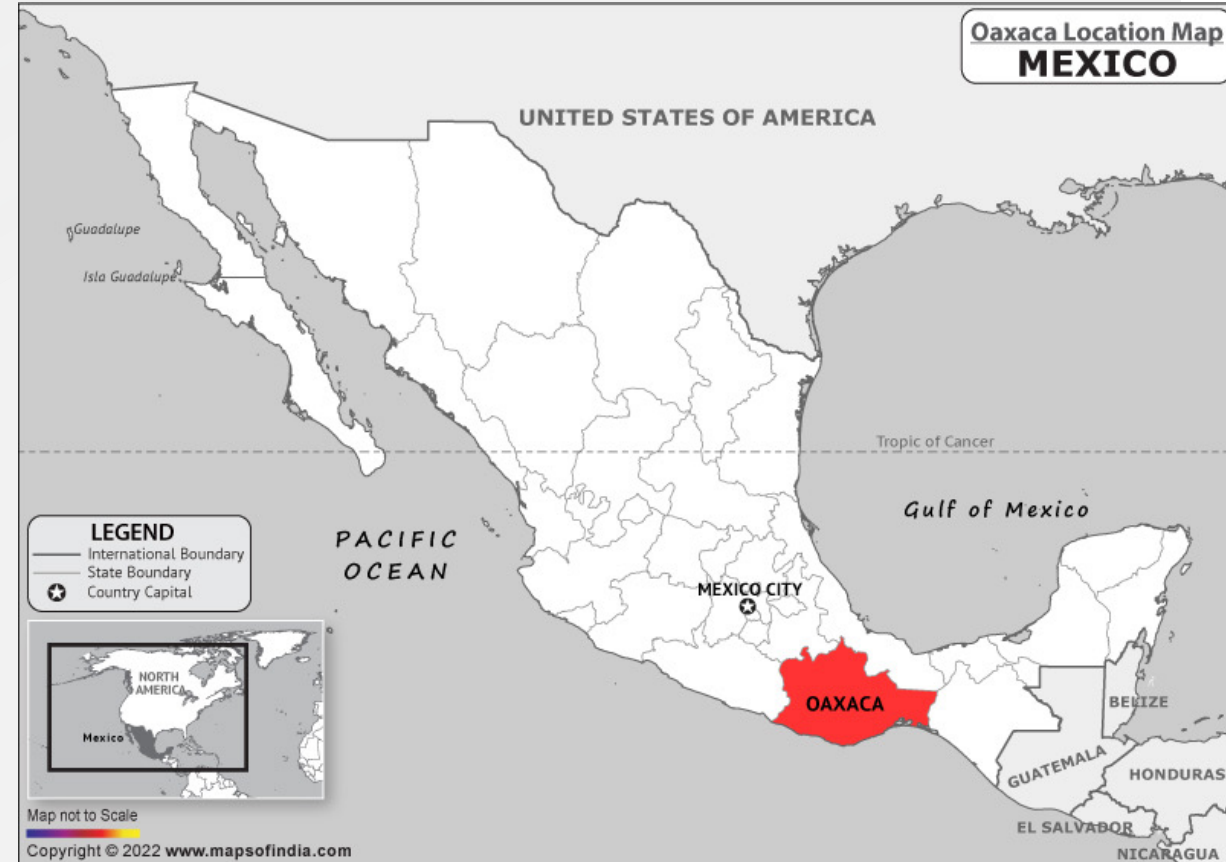 Oaxaca Location Map
MEXICO
UNITED STATES OF AMERICA
Guadalupe
Isla Guadalupe
Tropic of Cancer
Gulf of Mexico
PACIFIC
OCEAN
LEGEND
International Boundary
State Boundary
Country Capital
MEXICO CITY
OAXACA
BELIZE
GUATEMALA
HONDURAS
EL SALVADOR
NICARAGUA
NORTH
AMERICA
Mexico
Map not to Scale
Copyright © 2022 www.mapsofindia.com